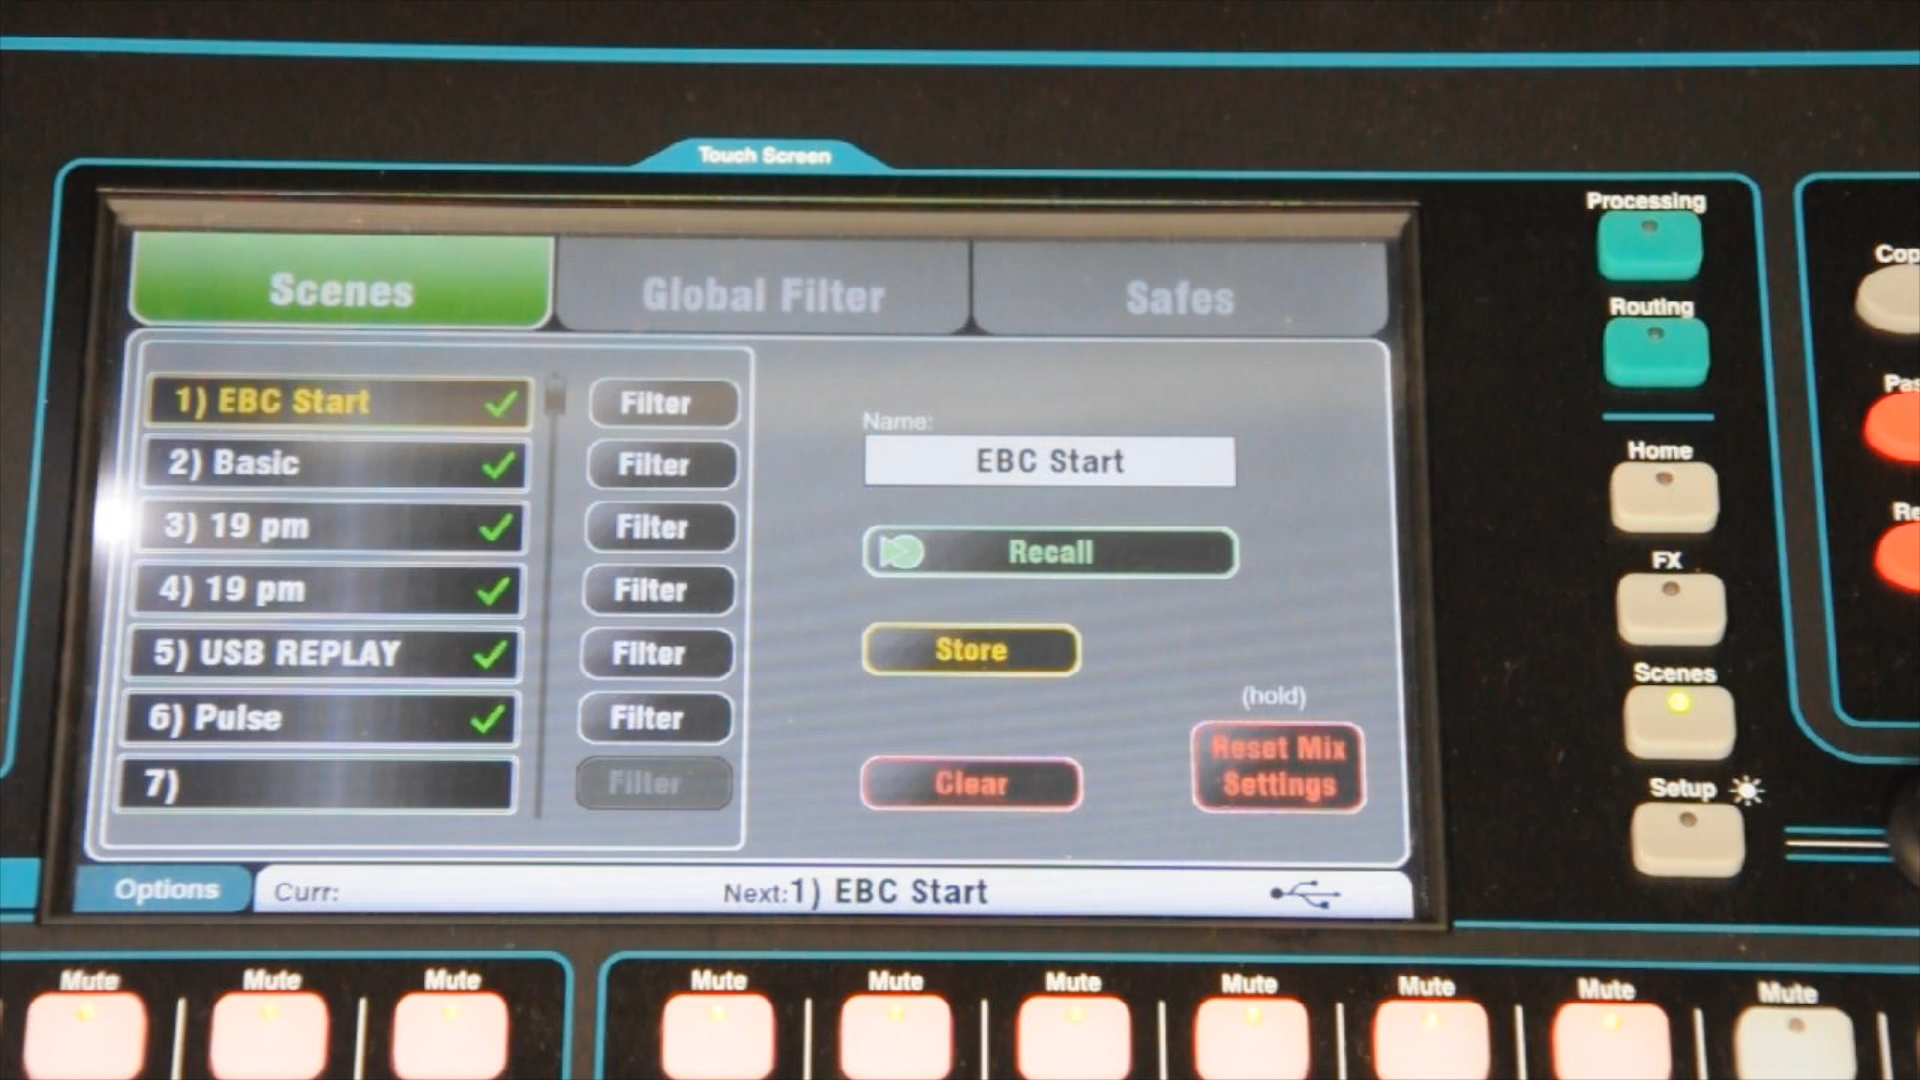 Touch Screen
Processing
Routing
Scenes
Global Filter
Safes
1) EBC Start
Filter
2) Basic
Filter
3) 19 pm
Filter
4) 19 pm
Filter
5) USB REPLAY
Filter
6) Pulse
Filter
7)
Filter
Name:
EBC Start
Recall
Store
Clear
(hold)
Reset Mix
Settings
Home
FX
Scenes
Setup
Options
Curr:
Next:1) EBC Start
Mute
Mute
Mute
Mute
Mute
Mute
Mute
Mute
Mute
Mute